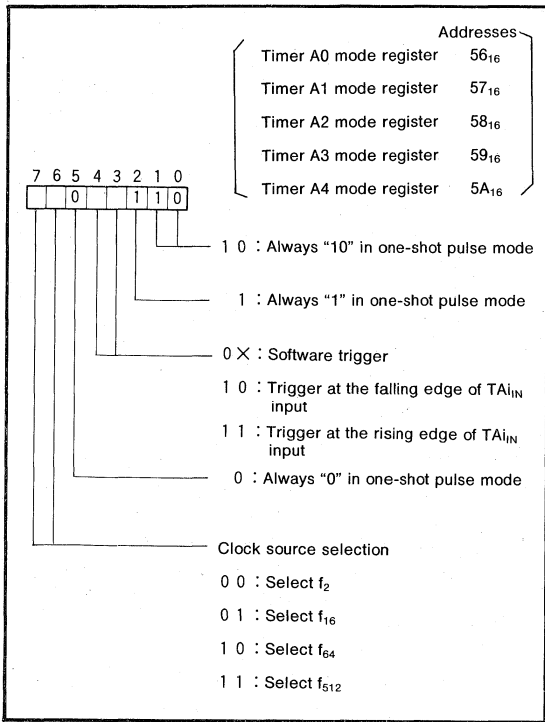 Addresses
Timer A0 mode register 56₁₆
Timer A1 mode register 57₁₆
Timer A2 mode register 58₁₆
Timer A3 mode register 59₁₆
Timer A4 mode register 5A₁₆
7 6 5 4 3 2 1 0
0 1 1 0
1 0 : Always “10” in one-shot pulse mode
1 : Always “1” in one-shot pulse mode
0 × : Software trigger
1 0 : Trigger at the falling edge of TAiIN
input
1 1 : Trigger at the rising edge of TAiIN
input
0 : Always “0” in one-shot pulse mode
Clock source selection
0 0 : Select f₂
0 1 : Select f₁₆
1 0 : Select f₆₄
1 1 : Select f₅₁₂